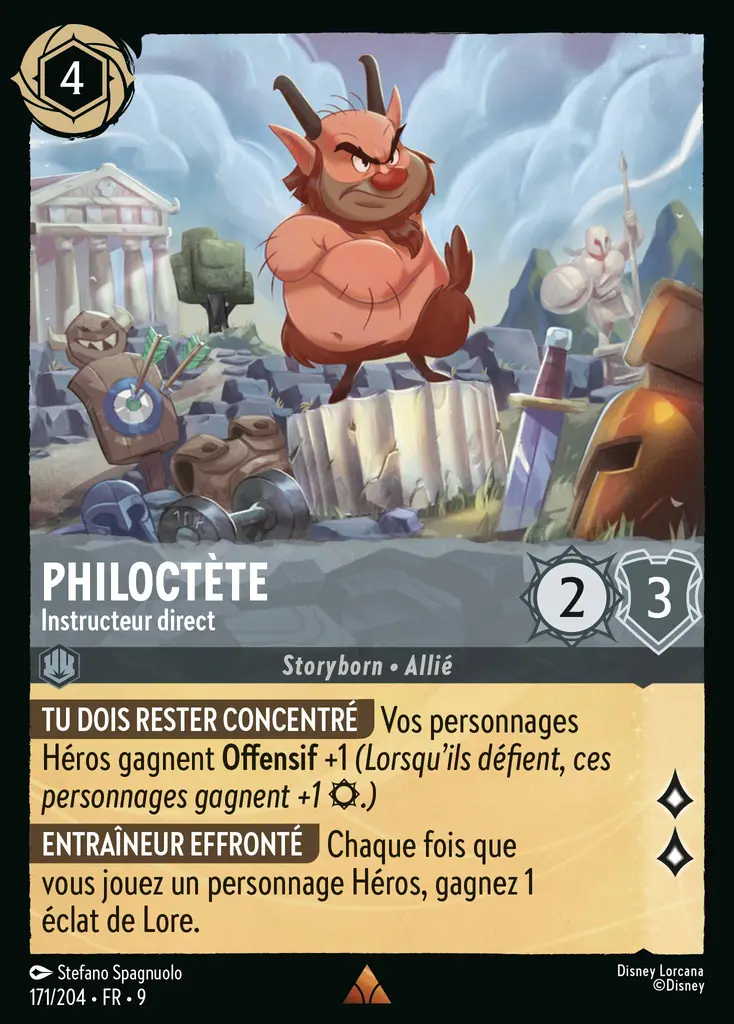 4
10K
PHILOCTÈTE
Instructeur direct
2
3
Storyborn • Allié
TU DOIS RESTER CONCENTRÉ Vos personnages
Héros gagnent Offensif +1 (Lorsqu'ils défient, ces
personnages gagnent +1 .)
ENTRAÎNEUR EFFRONTÉ Chaque fois que
vous jouez un personnage Héros, gagnez 1
éclat de Lore.
Stefano Spagnuolo
171/204 • FR • 9
Disney Lorcana
©Disney